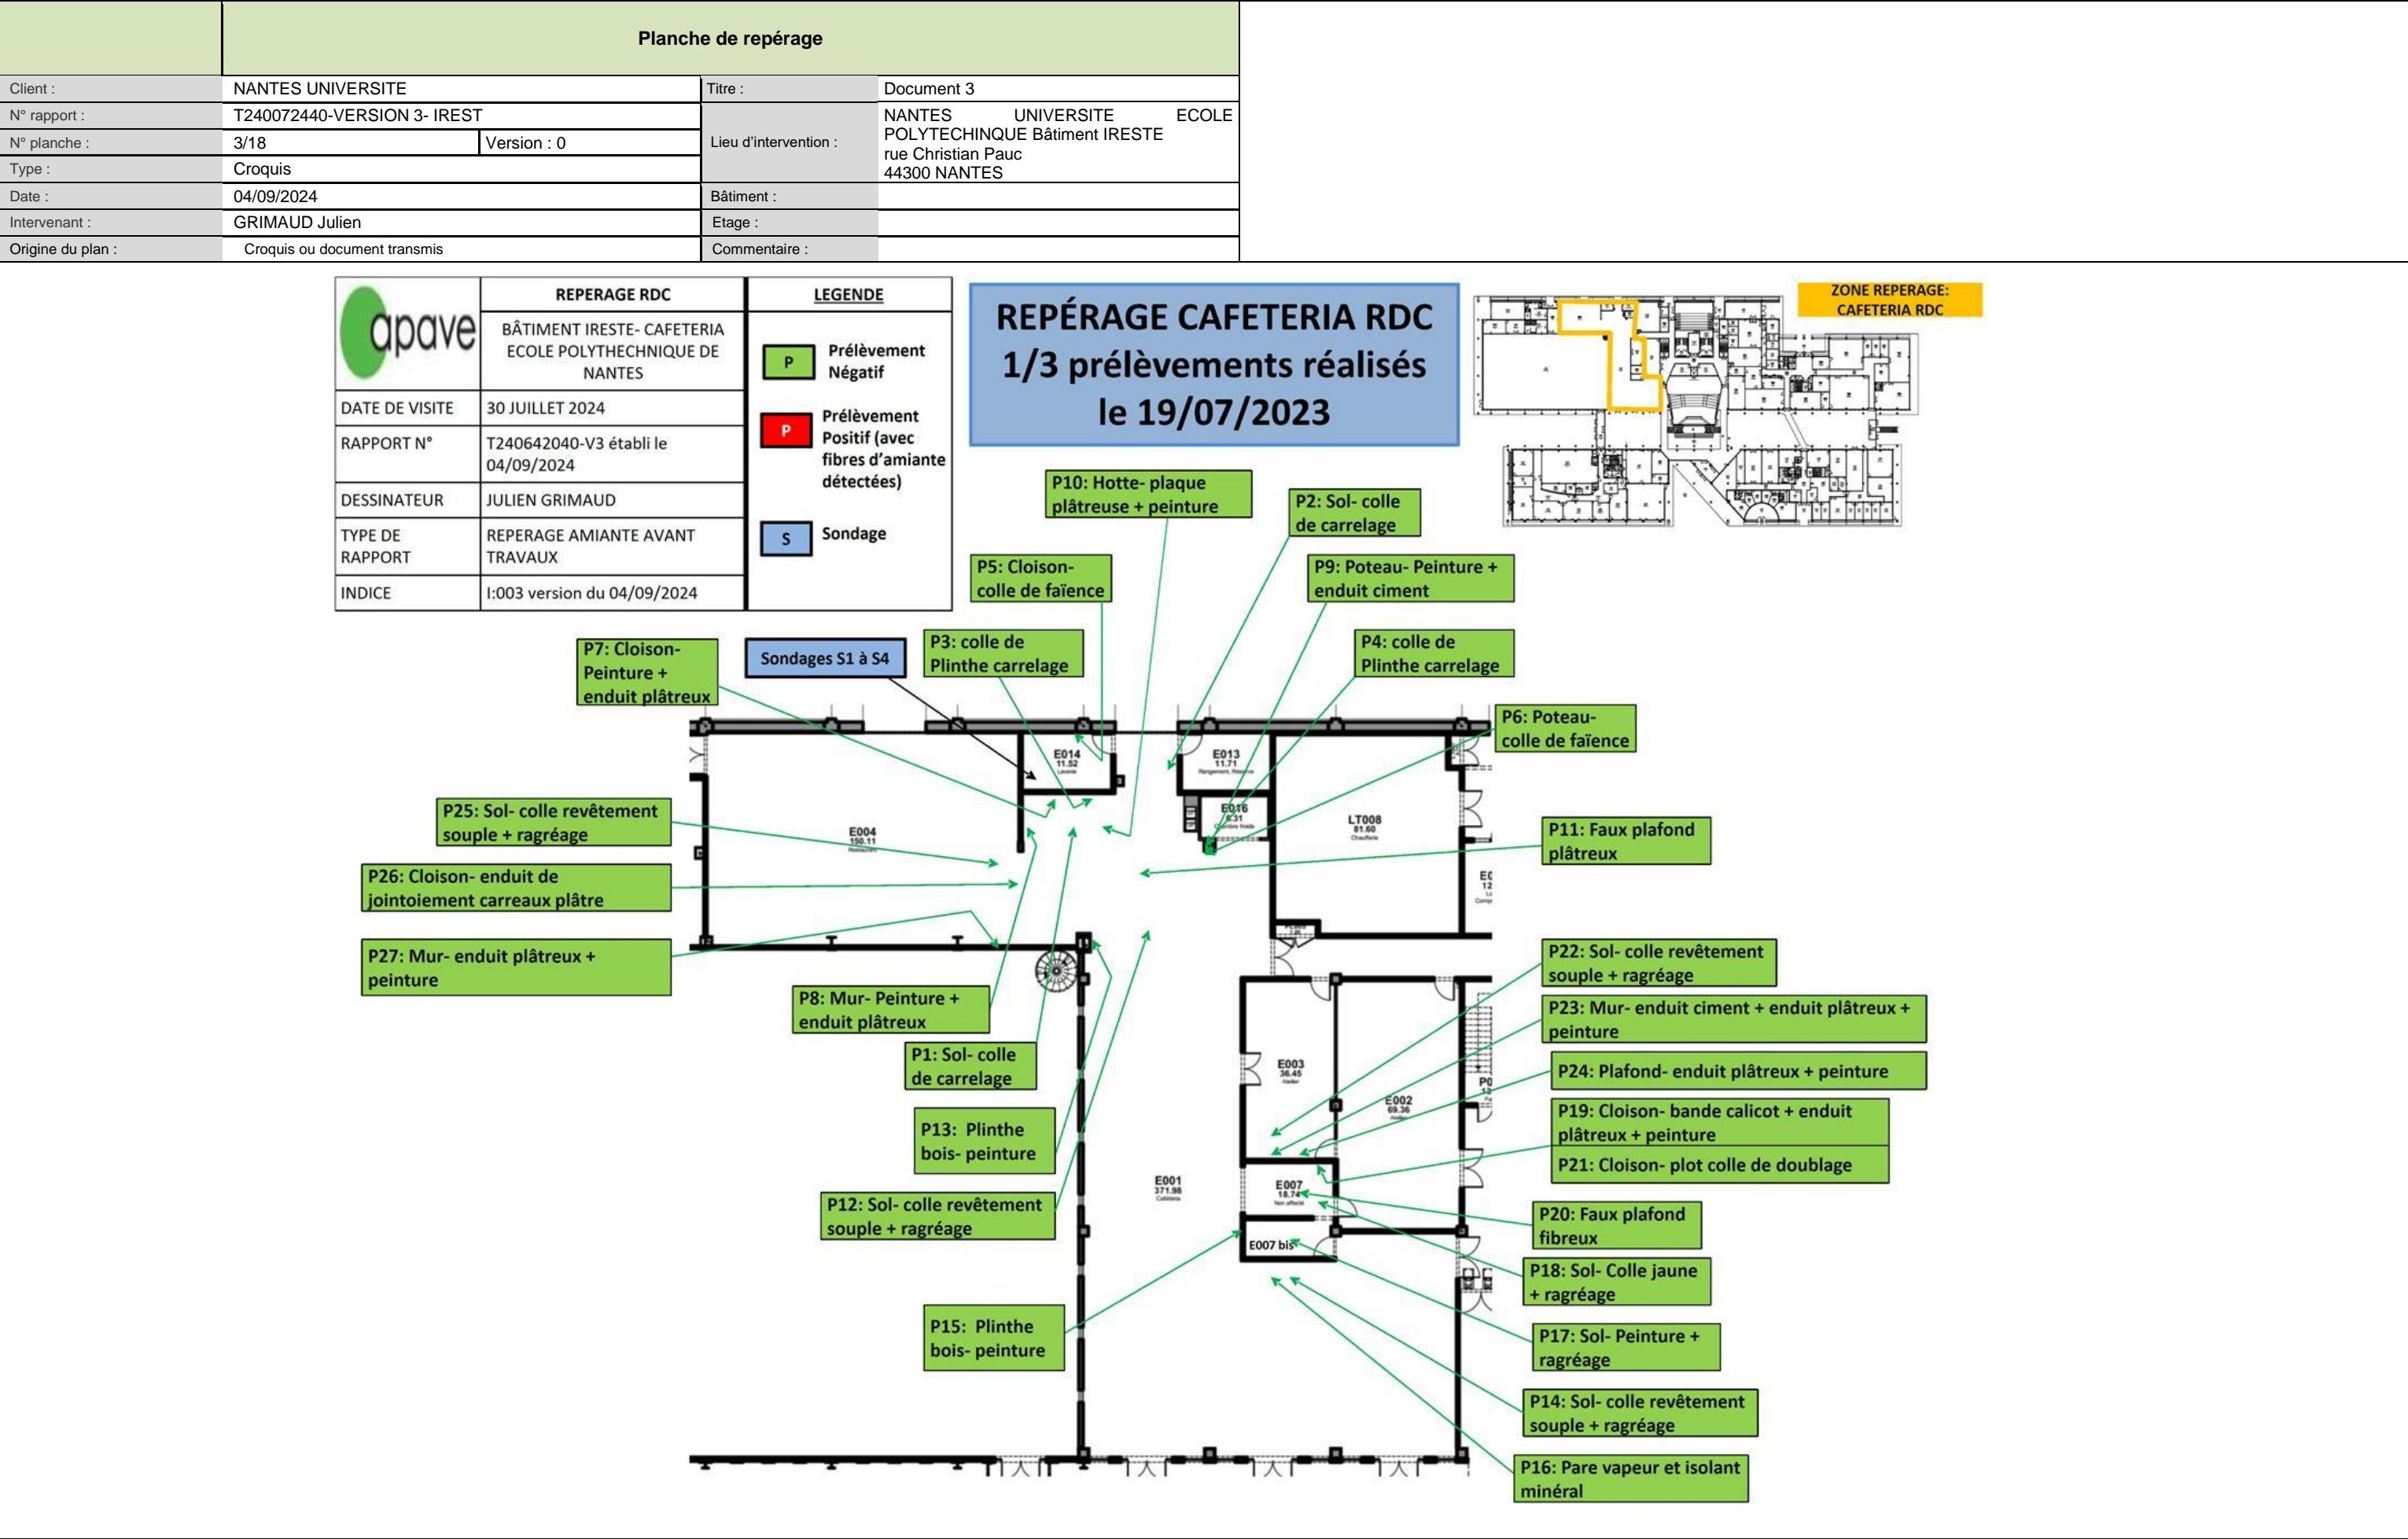 Planche de repérage
Client :
NANTES UNIVERSITE
Titre :
Document 3
N° rapport :
T240072440-VERSION 3- IREST
Lieu d'intervention :
NANTES UNIVERSITE ECOLE
POLYTECHINQUE Bâtiment IRESTE
rue Christian Pauc
44300 NANTES
N° planche :
3/18
Version : 0
Type :
Croquis
Date :
04/09/2024
Bâtiment :
Intervenant :
GRIMAUD Julien
Etage :
Origine du plan :
Croquis ou document transmis
Commentaire :
apave
REPERAGE RDC
BÂTIMENT IRESTE- CAFETERIA
ECOLE POLYTHECHNIQUE DE
NANTES
DATE DE VISITE
30 JUILLET 2024
RAPPORT N°
T240642040-V3 établi le
04/09/2024
DESSINATEUR
JULIEN GRIMAUD
TYPE DE
RAPPORT
REPERAGE AMIANTE AVANT
TRAVAUX
INDICE
I:003 version du 04/09/2024
LEGENDE
P
Prélèvement
Négatif
P
Prélèvement
Positif (avec
fibres d'amiante
détectées)
S
Sondage
REPÉRAGE CAFETERIA RDC
1/3 prélèvements réalisés
le 19/07/2023
ZONE REPERAGE:
CAFETERIA RDC
P10: Hotte- plaque
plâtreuse + peinture
P2: Sol- colle
de carrelage
P5: Cloison-
colle de faïence
P9: Poteau- Peinture +
enduit ciment
P7: Cloison-
Peinture +
enduit plâtreux
Sondages S1 à S4
P3: colle de
Plinthe carrelage
P4: colle de
Plinthe carrelage
P6: Poteau-
colle de faïence
E014
11.52
Laverie
E013
11.71
Rangement, Réserve
E016
6.31
Chambre froide
E004
150.11
Restaurant
LT008
81.60
Chaufferie
P25: Sol- colle revêtement
souple + ragréage
P11: Faux plafond
plâtreux
P26: Cloison- enduit de
jointoiement carreaux plâtre
P27: Mur- enduit plâtreux +
peinture
P22: Sol- colle revêtement
souple + ragréage
P8: Mur- Peinture +
enduit plâtreux
P23: Mur- enduit ciment + enduit plâtreux +
peinture
P1: Sol- colle
de carrelage
P24: Plafond- enduit plâtreux + peinture
E003
36.45
Atelier
E002
69.36
Atelier
P13: Plinthe
bois- peinture
P19: Cloison- bande calicot + enduit
plâtreux + peinture
P21: Cloison- plot colle de doublage
E001
371.98
Cafétéria
E007
18.74
Non affecté
P12: Sol- colle revêtement
souple + ragréage
P20: Faux plafond
fibreux
E007 bis
P18: Sol- Colle jaune
+ ragréage
P15: Plinthe
bois- peinture
P17: Sol- Peinture +
ragréage
P14: Sol- colle revêtement
souple + ragréage
P16: Pare vapeur et isolant
minéral